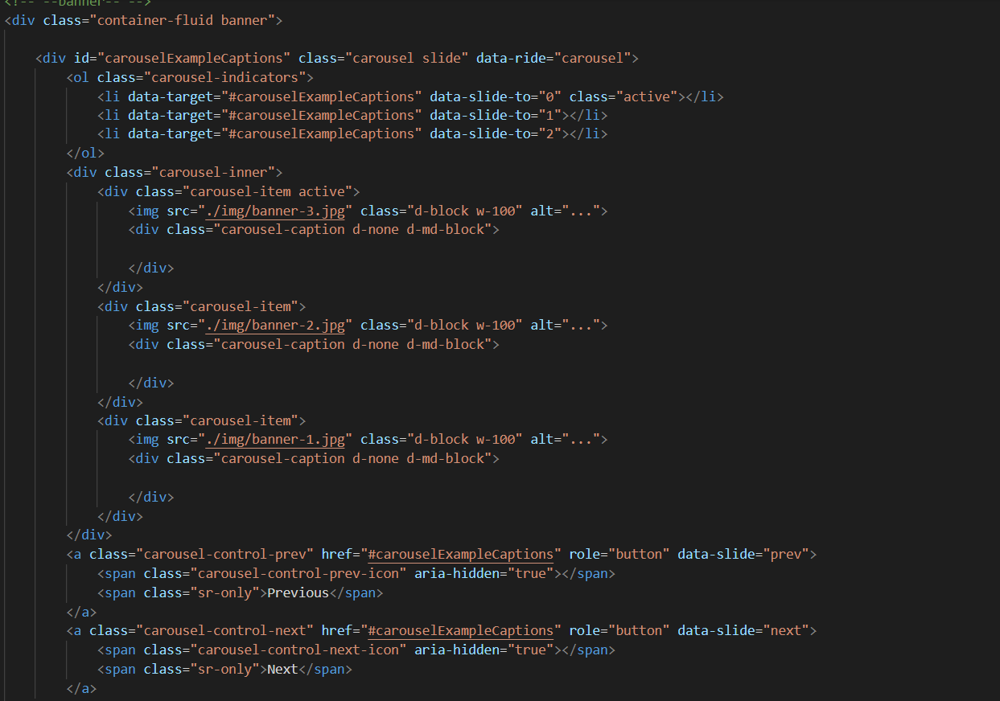 <!-- --banner-- -->
<div class="container-fluid banner">
<div id="carouselExampleCaptions" class="carousel slide" data-ride="carousel">
<ol class="carousel-indicators">
<li data-target="#carouselExampleCaptions" data-slide-to="0" class="active"></li>
<li data-target="#carouselExampleCaptions" data-slide-to="1"></li>
<li data-target="#carouselExampleCaptions" data-slide-to="2"></li>
</ol>
<div class="carousel-inner">
<div class="carousel-item active">
<img src="./img/banner-3.jpg" class="d-block w-100" alt="...">
<div class="carousel-caption d-none d-md-block">
</div>
</div>
<div class="carousel-item">
<img src="./img/banner-2.jpg" class="d-block w-100" alt="...">
<div class="carousel-caption d-none d-md-block">
</div>
</div>
<div class="carousel-item">
<img src="./img/banner-1.jpg" class="d-block w-100" alt="...">
<div class="carousel-caption d-none d-md-block">
</div>
</div>
</div>
<a class="carousel-control-prev" href="#carouselExampleCaptions" role="button" data-slide="prev">
<span class="carousel-control-prev-icon" aria-hidden="true"></span>
<span class="sr-only">Previous</span>
</a>
<a class="carousel-control-next" href="#carouselExampleCaptions" role="button" data-slide="next">
<span class="carousel-control-next-icon" aria-hidden="true"></span>
<span class="sr-only">Next</span>
</a>